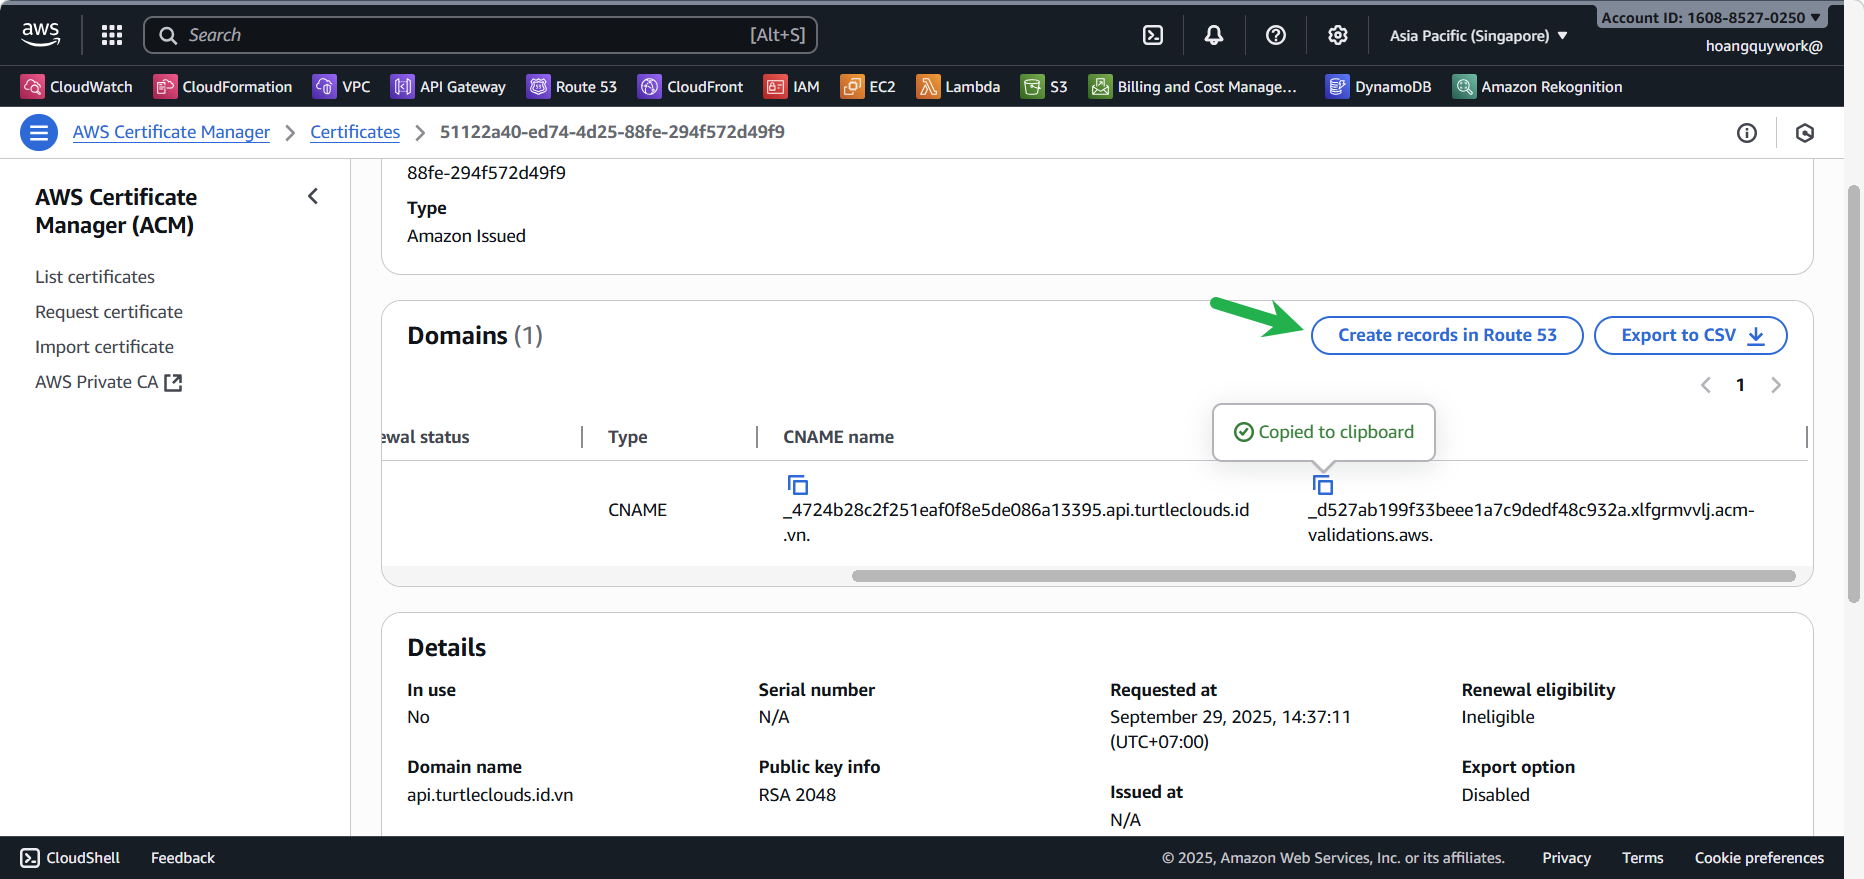 aws
Search
[Alt+S]
Asia Pacific (Singapore)
Account ID: 1608-8527-0250
hoangquywork@
CloudWatch
CloudFormation
VPC
API Gateway
Route 53
CloudFront
IAM
EC2
Lambda
S3
Billing and Cost Manage...
DynamoDB
Amazon Rekognition
AWS Certificate Manager
Certificates
51122a40-ed74-4d25-88fe-294f572d49f9
AWS Certificate
Manager (ACM)
List certificates
Request certificate
Import certificate
AWS Private CA
88fe-294f572d49f9
Type
Amazon Issued
Domains (1)
Create records in Route 53
Export to CSV
1
ewal status
Type
CNAME name
Copied to clipboard
CNAME
_4724b28c2f251eaf0f8e5de086a13395.api.turtleclouds.id
.vn.
_d527ab199f33beee1a7c9dedf48c932a.xlfgrmvvlj.acm-
validations.aws.
Details
In use
No
Serial number
N/A
Requested at
September 29, 2025, 14:37:11
(UTC+07:00)
Renewal eligibility
Ineligible
Domain name
api.turtleclouds.id.vn
Public key info
RSA 2048
Issued at
N/A
Export option
Disabled
CloudShell
Feedback
© 2025, Amazon Web Services, Inc. or its affiliates.
Privacy
Terms
Cookie preferences